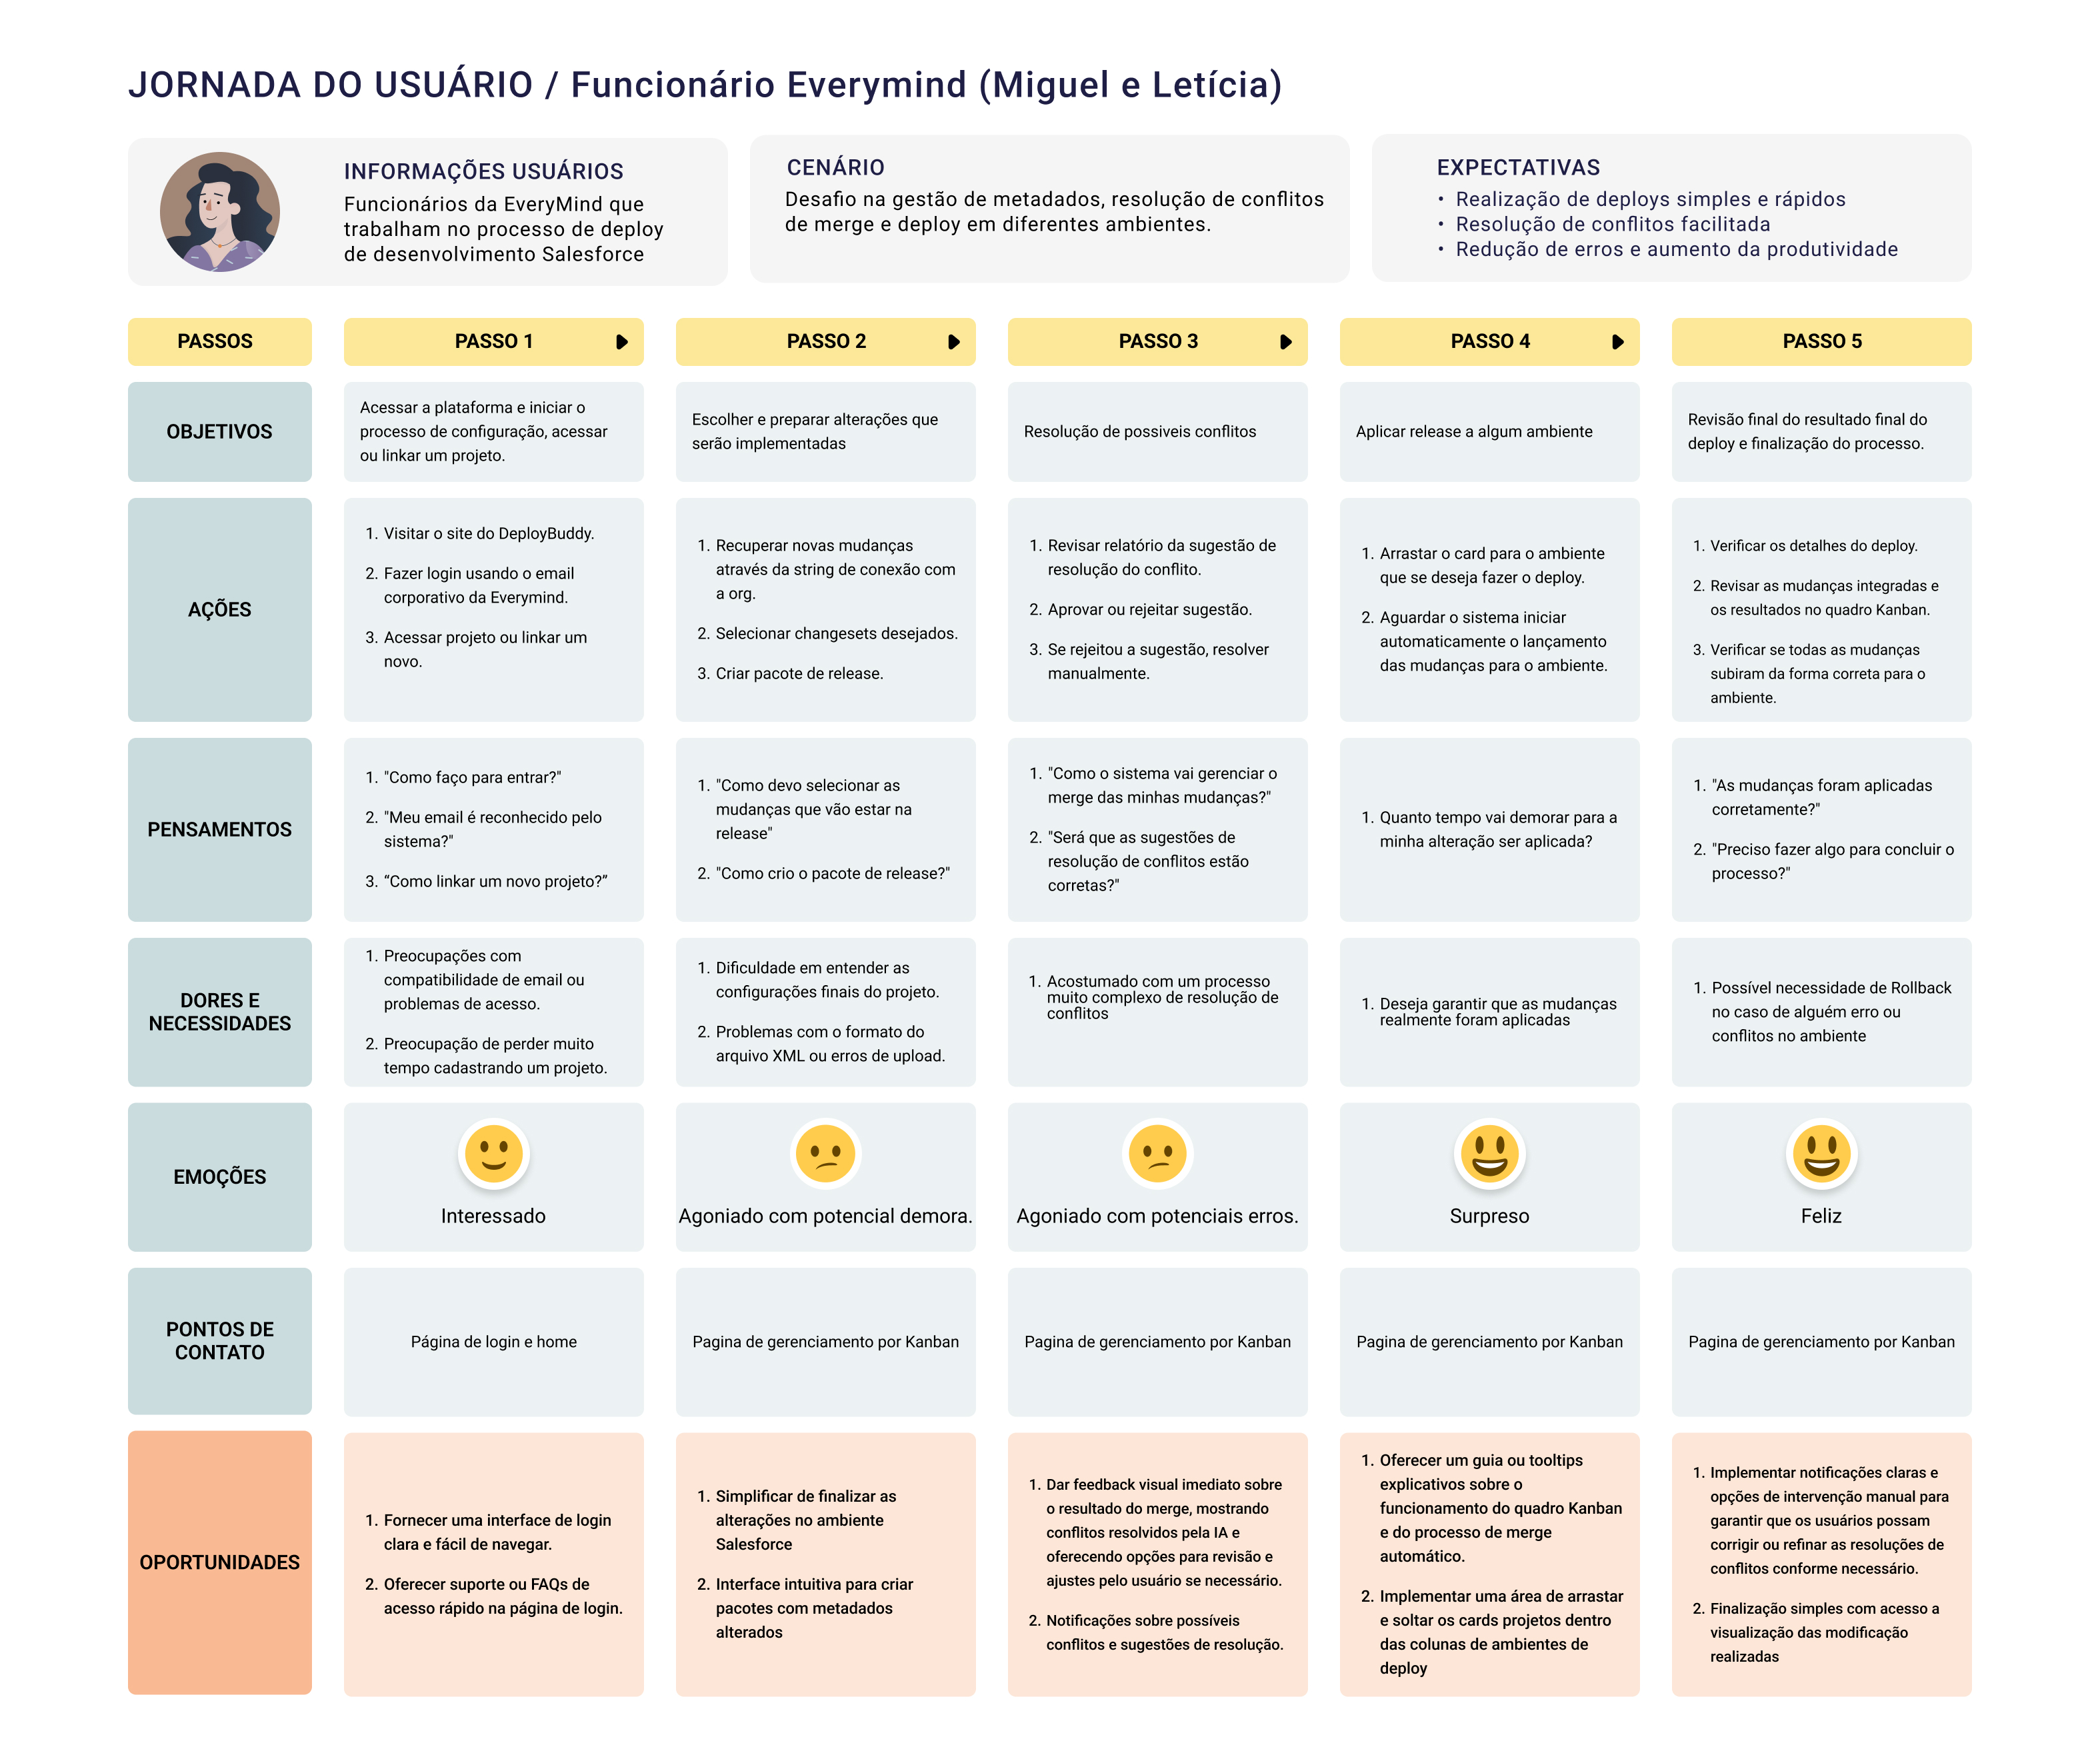 JORNADA DO USUÁRIO / Funcionário Everymind (Miguel e Letícia)
INFORMAÇÕES USUÁRIOS
Funcionários da EveryMind que
trabalham no processo de deploy
de desenvolvimento Salesforce
CENÁRIO
Desafio na gestão de metadados, resolução de conflitos
de merge e deploy em diferentes ambientes.
EXPECTATIVAS
• Realização de deploys simples e rápidos
• Resolução de conflitos facilitada
• Redução de erros e aumento da produtividade
PASSOS
PASSO 1
PASSO 2
PASSO 3
PASSO 4
PASSO 5
OBJETIVOS
Acessar a plataforma e iniciar o
processo de configuração, acessar
ou linkar um projeto.
Escolher e preparar alterações que
serão implementadas
Resolução de possiveis conflitos
Aplicar release a algum ambiente
Revisão final do resultado final do
deploy e finalização do processo.
AÇÕES
1. Visitar o site do DeployBuddy.
2. Fazer login usando o email
corporativo da Everymind.
3. Acessar projeto ou linkar um
novo.
1. Recuperar novas mudanças
através da string de conexão com
a org.
2. Selecionar changesets desejados.
3. Criar pacote de release.
1. Revisar relatório da sugestão de
resolução do conflito.
2. Aprovar ou rejeitar sugestão.
3. Se rejeitou a sugestão, resolver
manualmente.
1. Arrastar o card para o ambiente
que se deseja fazer o deploy.
2. Aguardar o sistema iniciar
automaticamente o lançamento
das mudanças para o ambiente.
1. Verificar os detalhes do deploy.
2. Revisar as mudanças integradas e
os resultados no quadro Kanban.
3. Verificar se todas as mudanças
subiram da forma correta para o
ambiente.
PENSAMENTOS
1. "Como faço para entrar?"
2. "Meu email é reconhecido pelo
sistema?"
3. “Como linkar um novo projeto?”
1. "Como devo selecionar as
mudanças que vão estar na
release"
2. "Como crio o pacote de release?"
1. "Como o sistema vai gerenciar o
merge das minhas mudanças?"
2. "Será que as sugestões de
resolução de conflitos estão
corretas?"
1. Quanto tempo vai demorar para a
minha alteração ser aplicada?
1. "As mudanças foram aplicadas
corretamente?"
2. "Preciso fazer algo para concluir o
processo?"
DORES E
NECESSIDADES
1. Preocupações com
compatibilidade de email ou
problemas de acesso.
2. Preocupação de perder muito
tempo cadastrando um projeto.
1. Dificuldade em entender as
configurações finais do projeto.
2. Problemas com o formato do
arquivo XML ou erros de upload.
1. Acostumado com um processo
muito complexo de resolução de
conflitos
1. Deseja garantir que as mudanças
realmente foram aplicadas
1. Possível necessidade de Rollback
no caso de alguém erro ou
conflitos no ambiente
EMOÇÕES
Interessado
Agoniado com potencial demora.
Agoniado com potenciais erros.
Surpreso
Feliz
PONTOS DE
CONTATO
Página de login e home
Pagina de gerenciamento por Kanban
Pagina de gerenciamento por Kanban
Pagina de gerenciamento por Kanban
Pagina de gerenciamento por Kanban
OPORTUNIDADES
1. Fornecer uma interface de login
clara e fácil de navegar.
2. Oferecer suporte ou FAQs de
acesso rápido na página de login.
1. Simplificar de finalizar as
alterações no ambiente
Salesforce
2. Interface intuitiva para criar
pacotes com metadados
alterados
1. Dar feedback visual imediato sobre
o resultado do merge, mostrando
conflitos resolvidos pela IA e
oferecendo opções para revisão e
ajustes pelo usuário se necessário.
2. Notificações sobre possíveis
conflitos e sugestões de resolução.
1. Oferecer um guia ou tooltips
explicativos sobre o
funcionamento do quadro Kanban
e do processo de merge
automático.
2. Implementar uma área de arrastar
e soltar os cards projetos dentro
das colunas de ambientes de
deploy
1. Implementar notificações claras e
opções de intervenção manual para
garantir que os usuários possam
corrigir ou refinar as resoluções de
conflitos conforme necessário.
2. Finalização simples com acesso a
visualização das modificação
realizadas